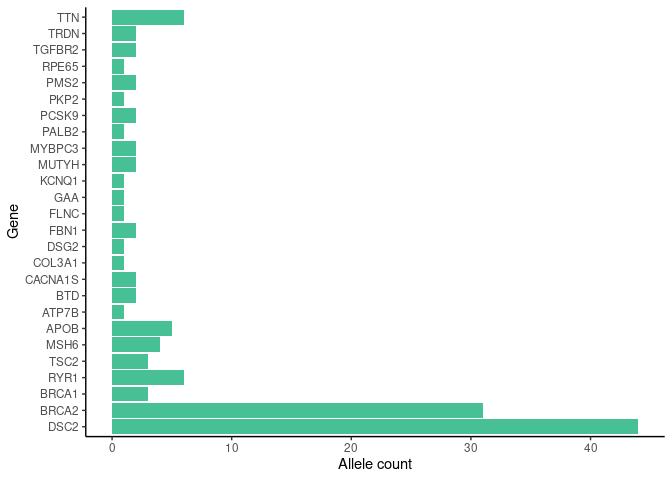 TTN
TRDN
TGFBR2
RPE65
PMS2
PKP2
PCSK9
PALB2
MYBPC3
MUTYH
KCNQ1
GAA
FLNC
FBN1
DSG2
COL3A1
CACNA1S
BTD
ATP7B
APOB
MSH6
TSC2
RYR1
BRCA1
BRCA2
DSC2
Gene
0 10 20 30 40
Allele count